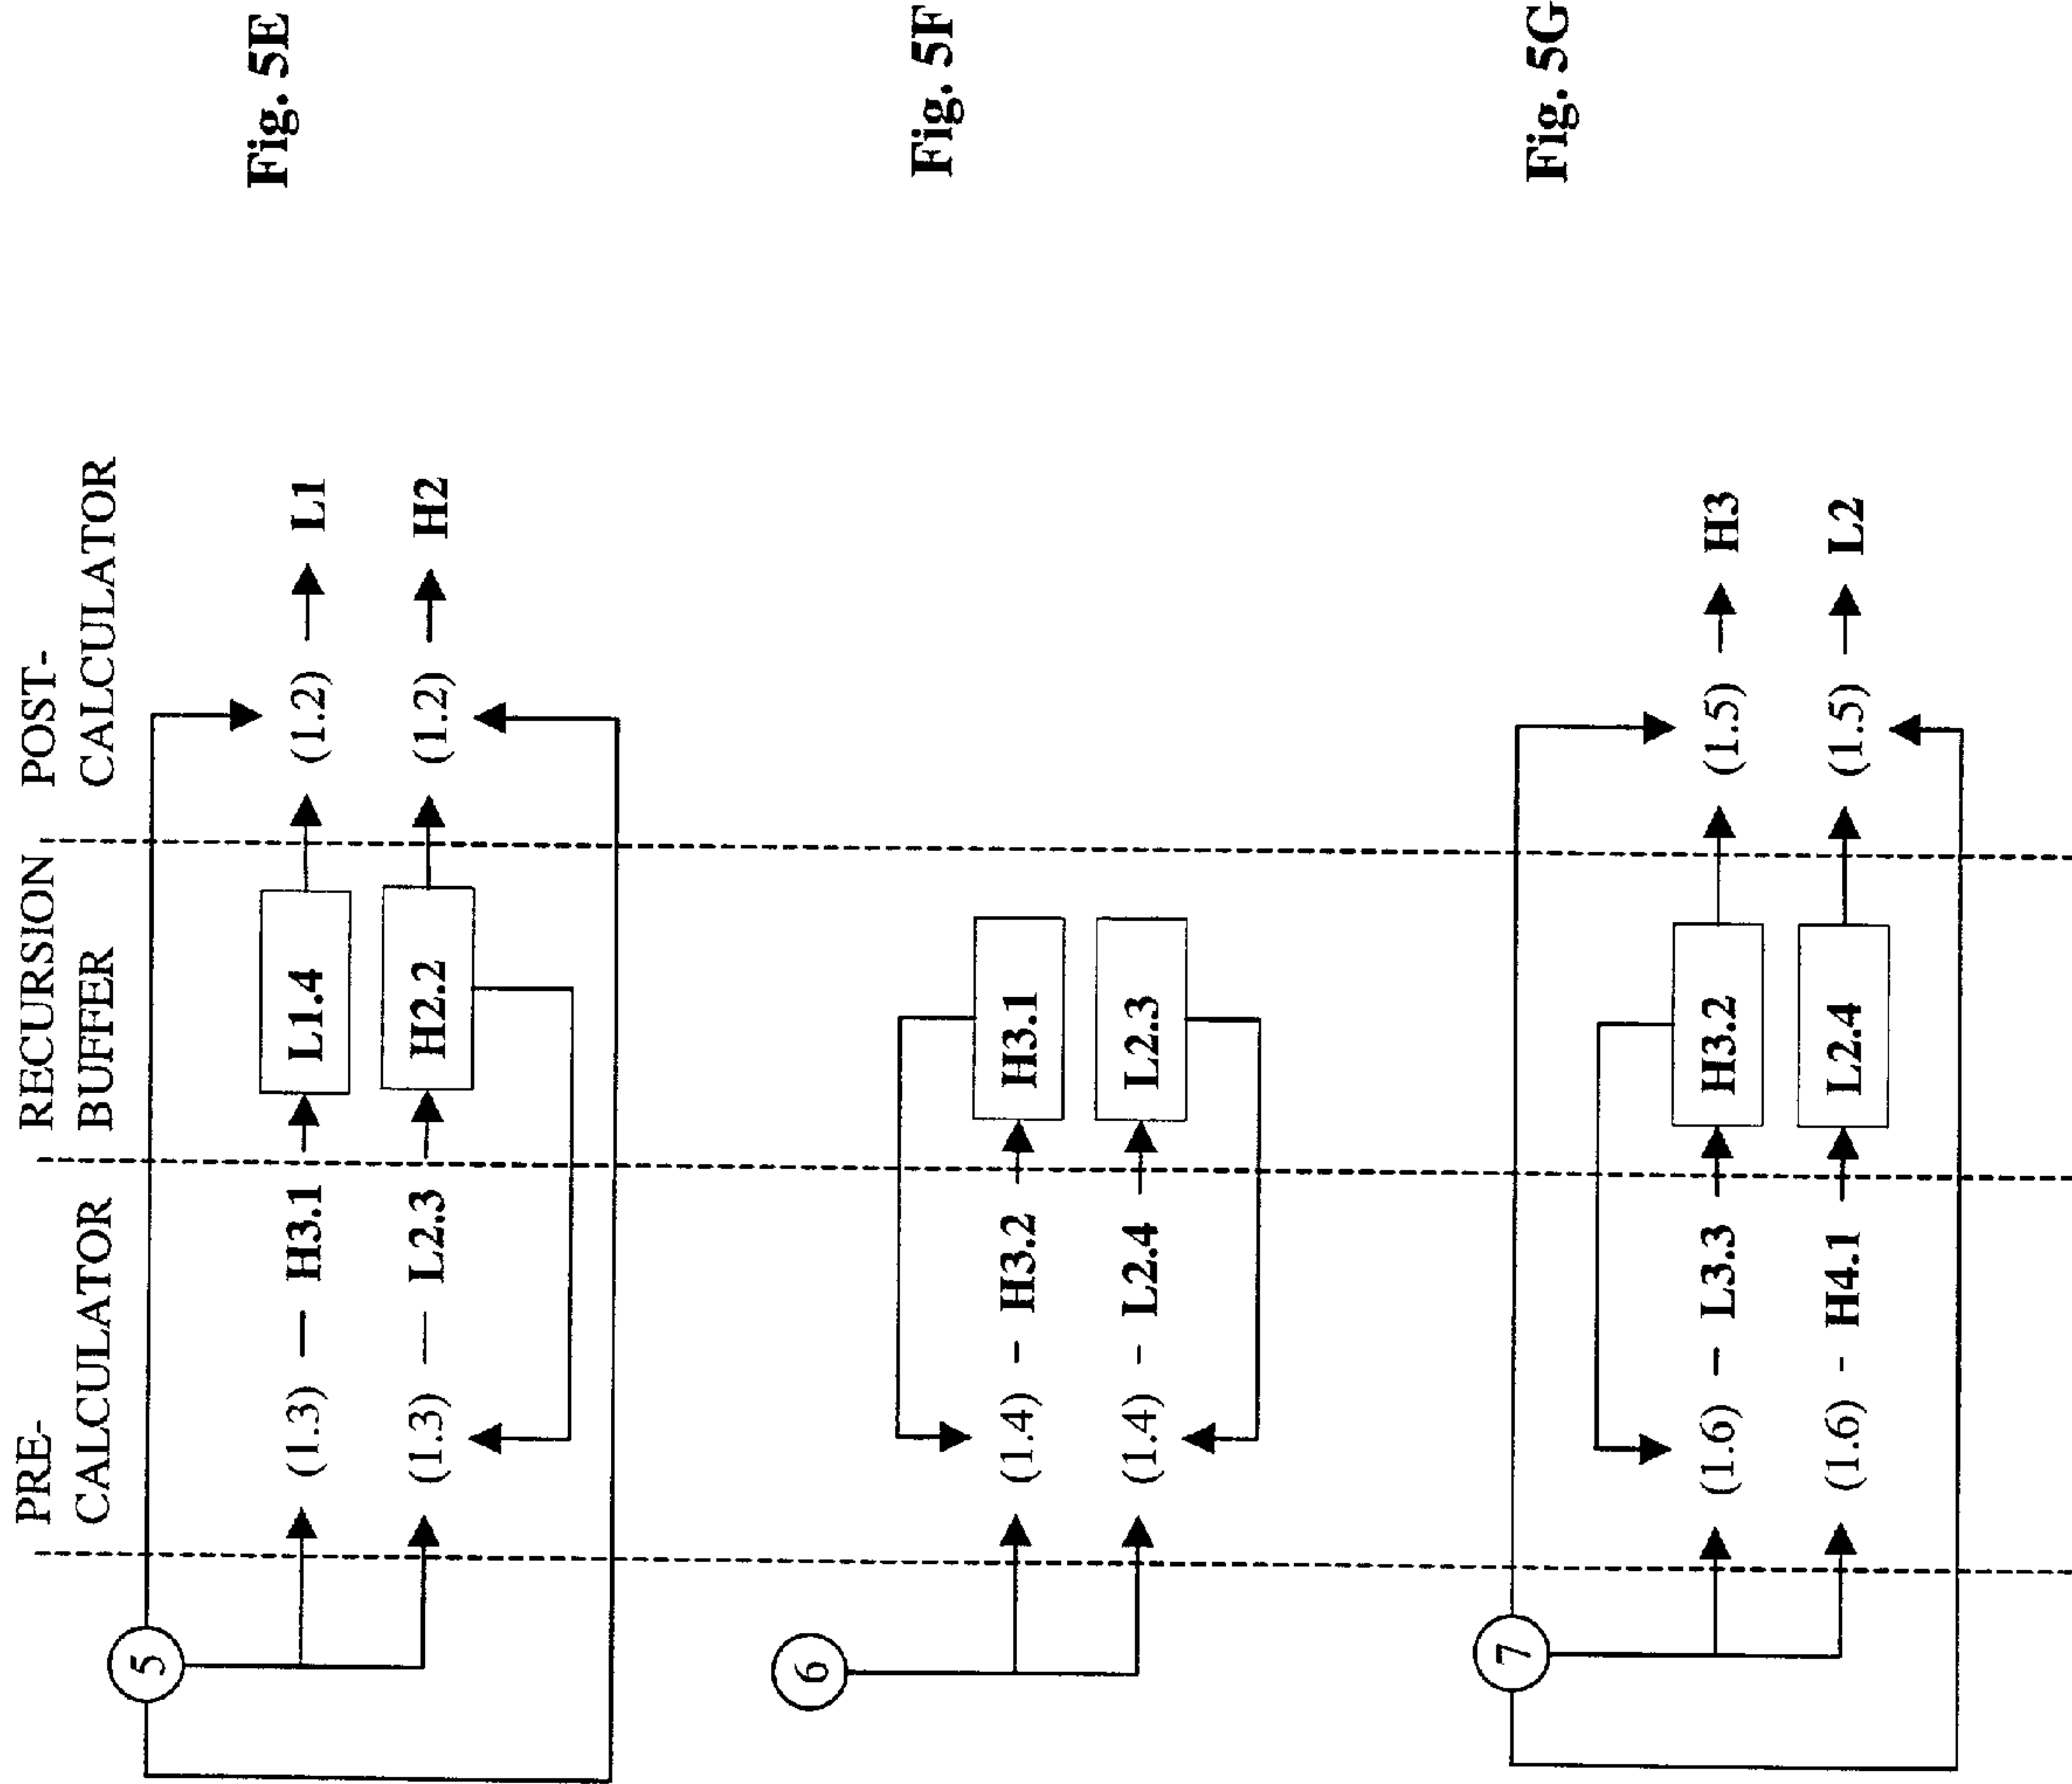 PRE-
CALCULATOR
RECURSION
BUFFER
POST-
CALCULATOR
5
(1.3) — H3.1
L1.4
(1.2) — L1
(1.3) — L2.3
H2.2
(1.2) — H2
Fig. 5E
6
(1.4) – H3.2
H3.1
(1.4) – L2.4
L2.3
Fig. 5F
7
(1.6) – L3.3
H3.2
(1.5) – H3
(1.6) - H4.1
L2.4
(1.5) – L2
Fig. 5G